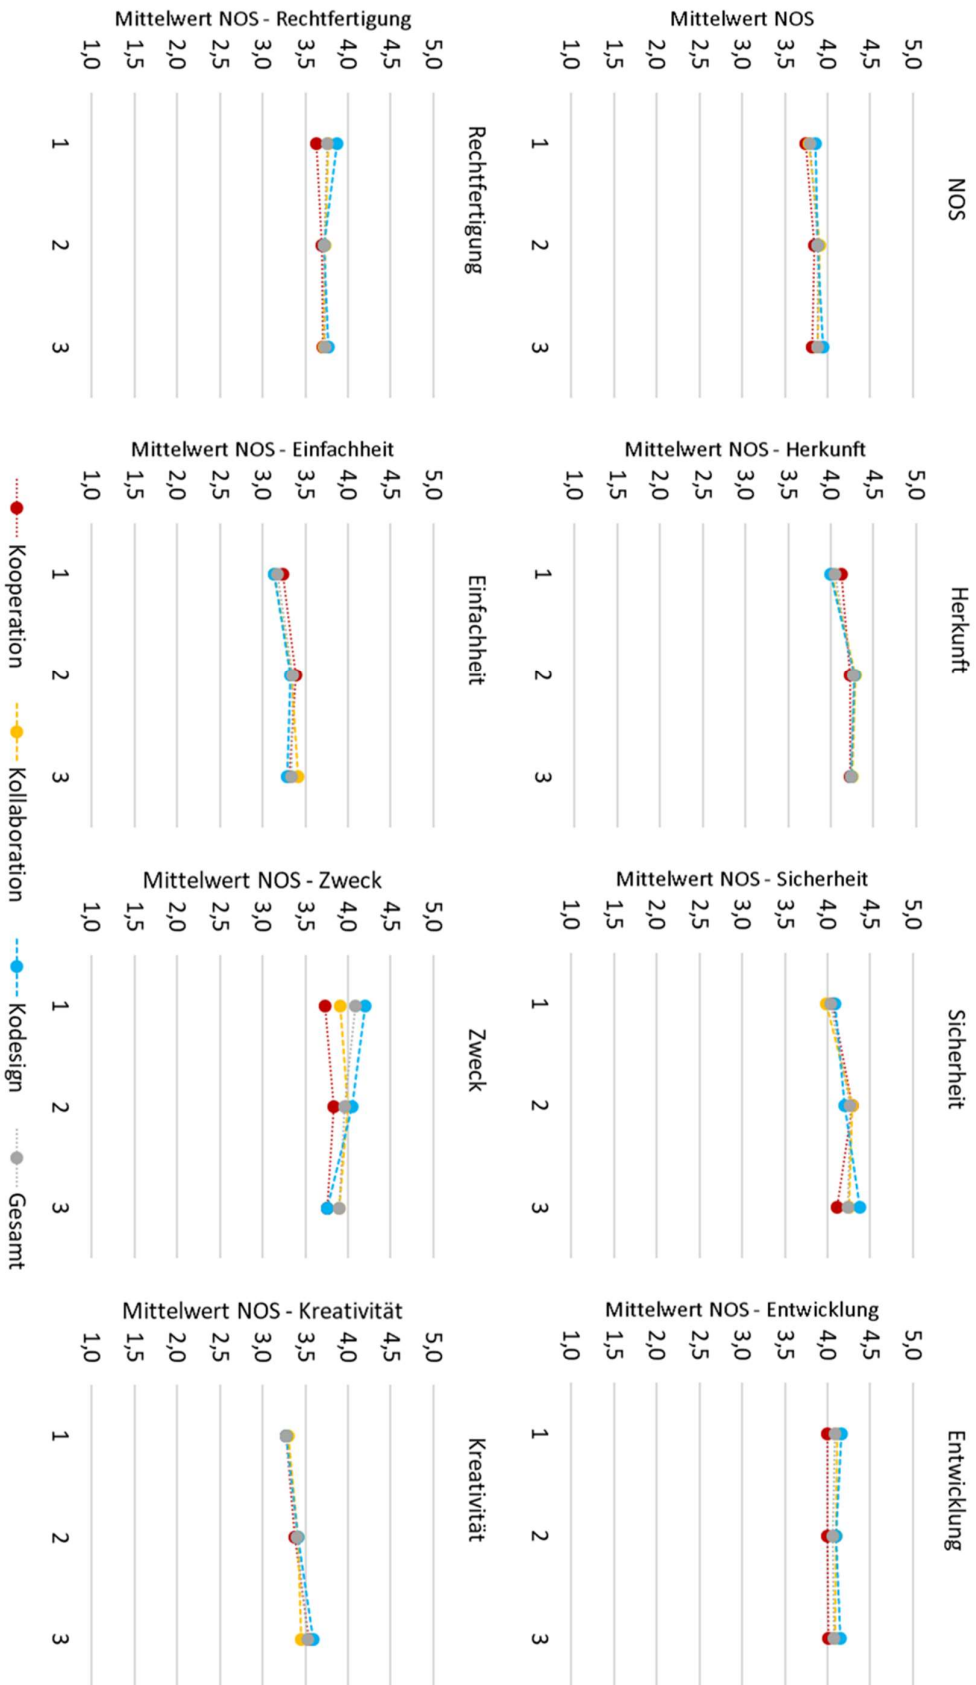 NOS
Mittelwert NOS
5,0
4,5
4,0
3,5
3,0
2,5
2,0
1,5
1,0
1 2 3
Herkunft
Mittelwert NOS - Herkunft
5,0
4,5
4,0
3,5
3,0
2,5
2,0
1,5
1,0
1 2 3
Sicherheit
Mittelwert NOS - Sicherheit
5,0
4,5
4,0
3,5
3,0
2,5
2,0
1,5
1,0
1 2 3
Entwicklung
Mittelwert NOS - Entwicklung
5,0
4,5
4,0
3,5
3,0
2,5
2,0
1,5
1,0
1 2 3
Rechtfertigung
Mittelwert NOS - Rechtfertigung
5,0
4,5
4,0
3,5
3,0
2,5
2,0
1,5
1,0
1 2 3
Einfachheit
Mittelwert NOS - Einfachheit
5,0
4,5
4,0
3,5
3,0
2,5
2,0
1,5
1,0
1 2 3
Zweck
Mittelwert NOS - Zweck
5,0
4,5
4,0
3,5
3,0
2,5
2,0
1,5
1,0
1 2 3
Kreativität
Mittelwert NOS - Kreativität
5,0
4,5
4,0
3,5
3,0
2,5
2,0
1,5
1,0
1 2 3
Kooperation Kollaboration Kodesign Gesamt